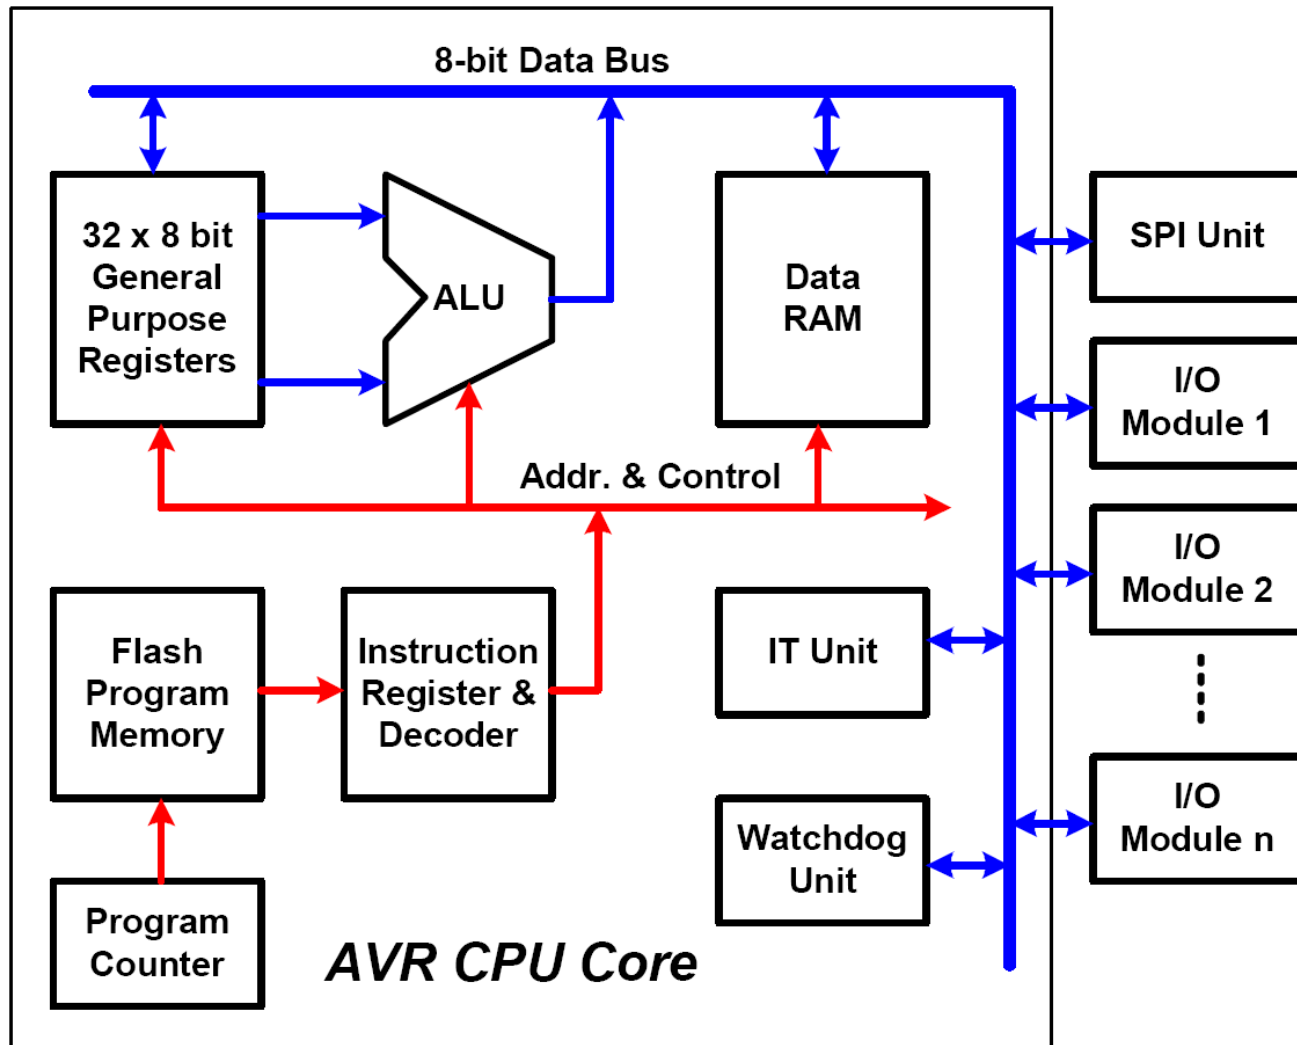 8-bit Data Bus
32 x 8 bit
General
Purpose
Registers
ALU
Data
RAM
SPI Unit
I/O
Module 1
Addr. & Control
I/O
Module 2
Flash
Program
Memory
Instruction
Register &
Decoder
IT Unit
I/O
Module n
Watchdog
Unit
Program
Counter
AVR CPU Core